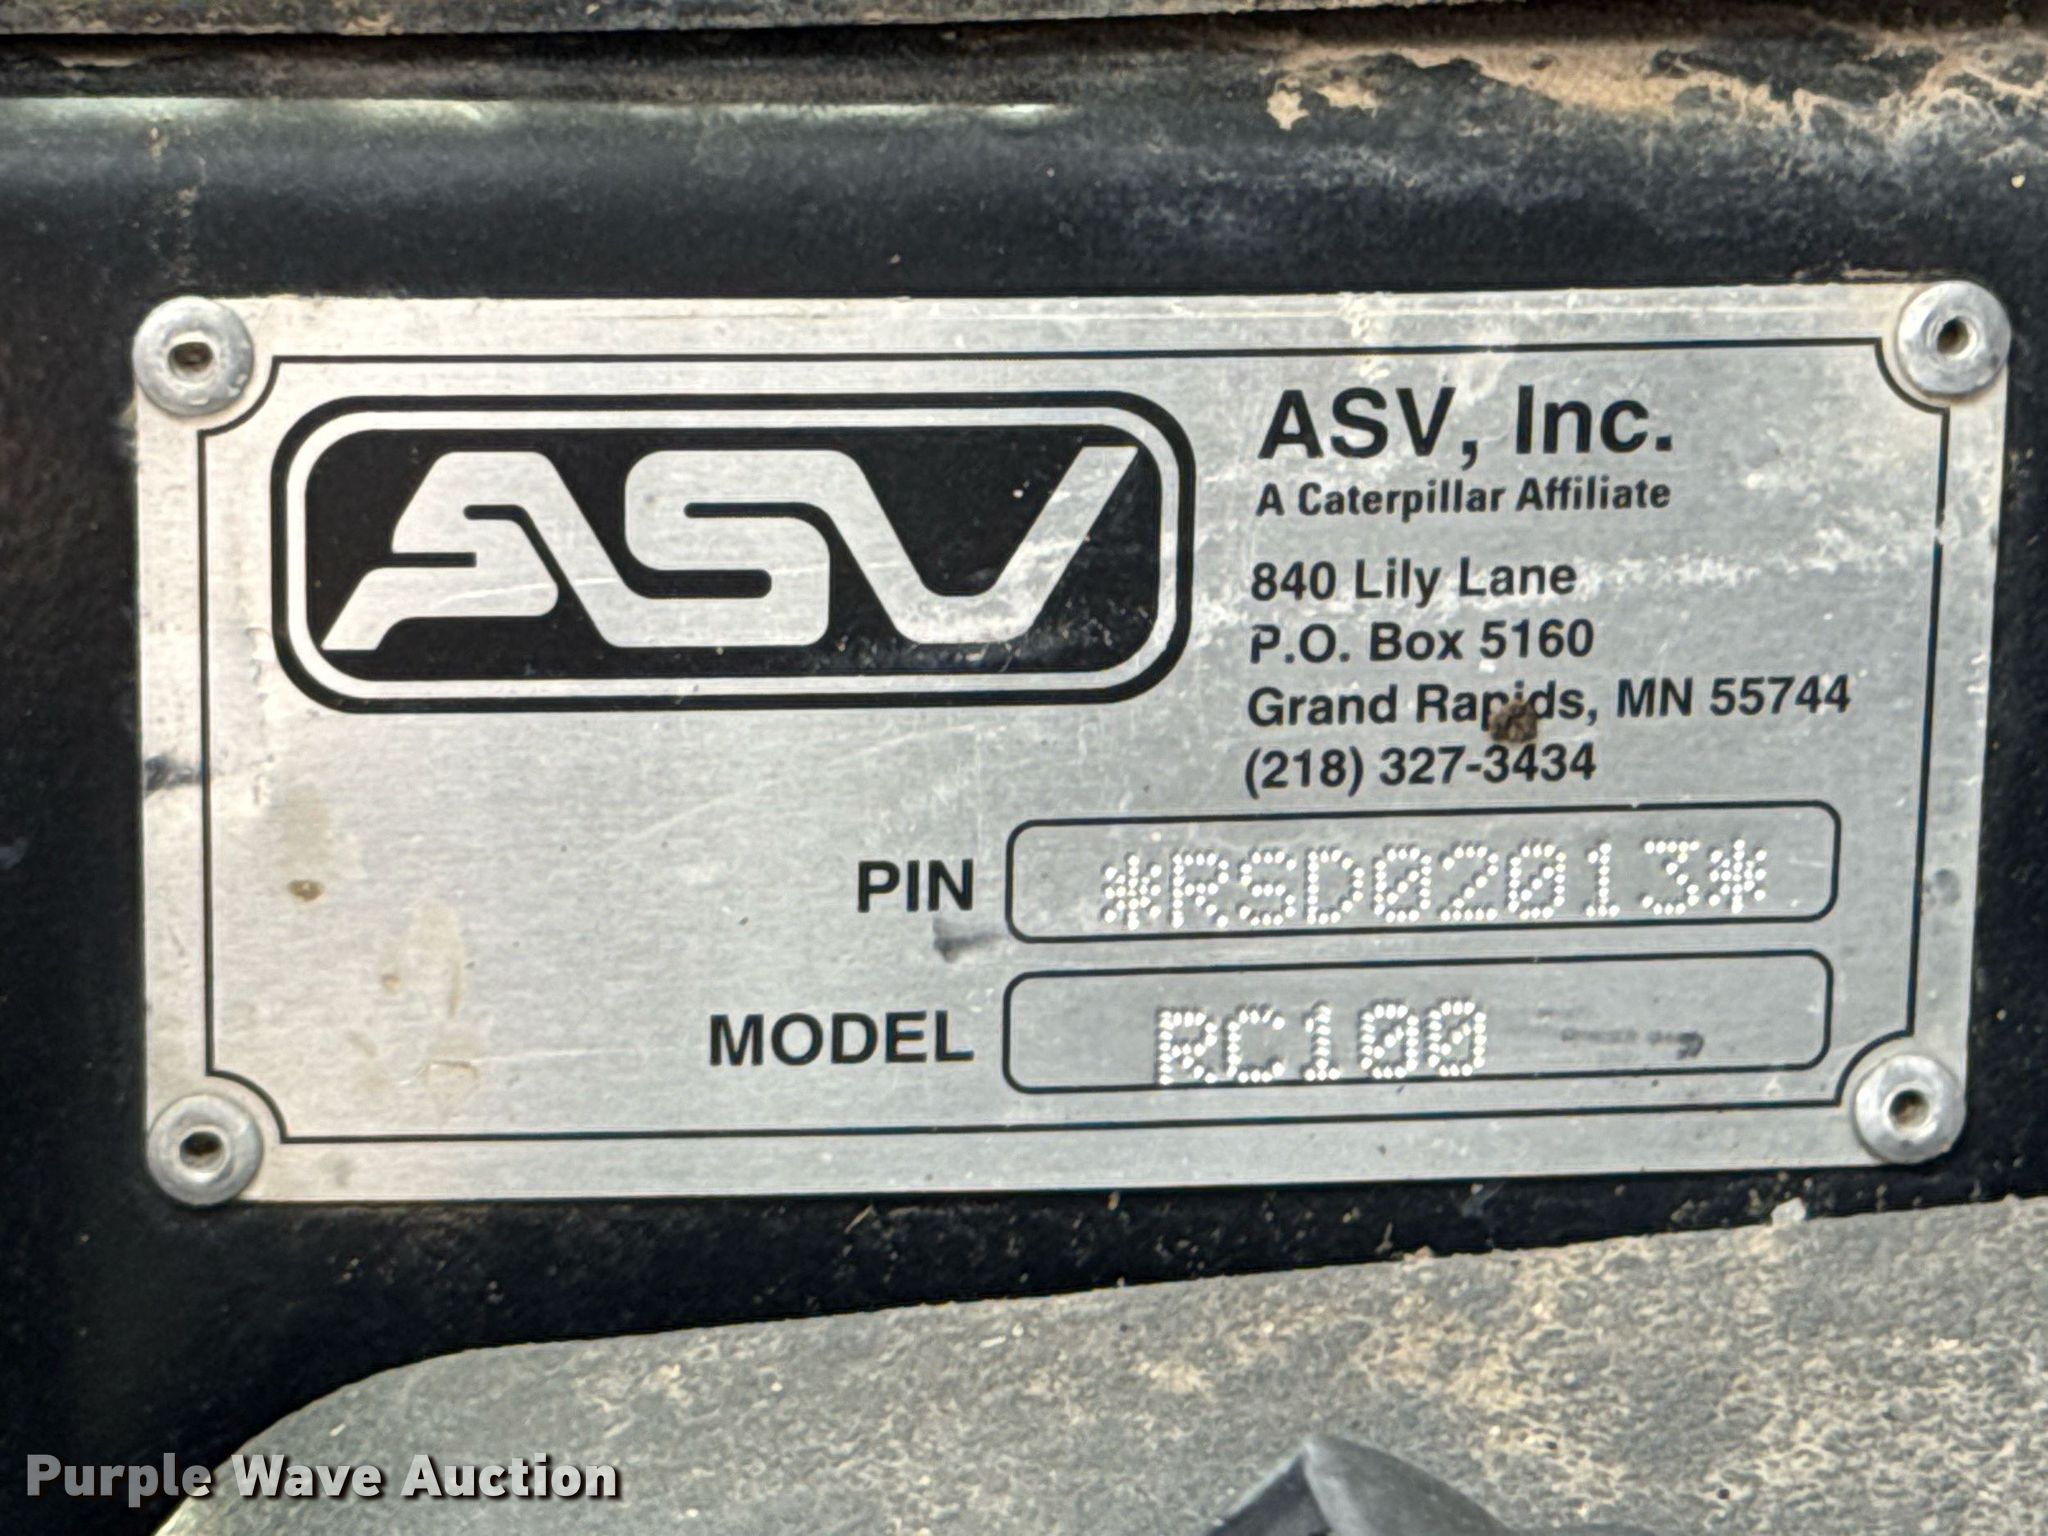 ASV
ASV, Inc.
A Caterpillar Affiliate
840 Lily Lane
P.O. Box 5160
Grand Rapids, MN 55744
(218) 327-3434
PIN *RSD02013*
MODEL RC100
Purple Wave Auction